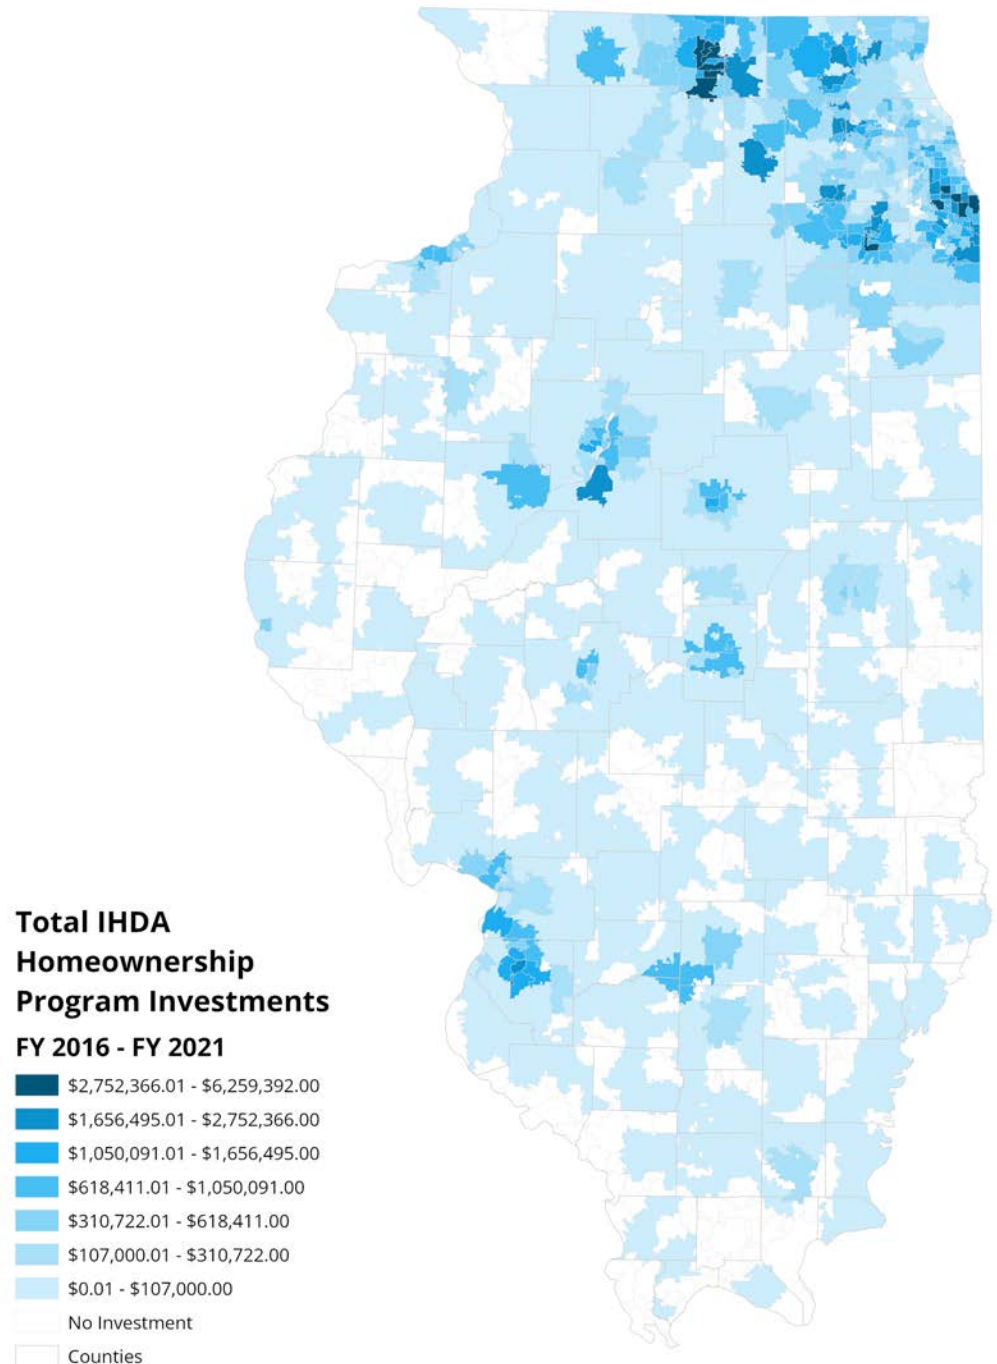 Total IHDA
Homeownership
Program Investments
FY 2016 - FY 2021
$2,752,366.01 - $6,259,392.00
$1,656,495.01 - $2,752,366.00
$1,050,091.01 - $1,656,495.00
$618,411.01 - $1,050,091.00
$310,722.01 - $618,411.00
$107,000.01 - $310,722.00
$0.01 - $107,000.00
No Investment
Counties